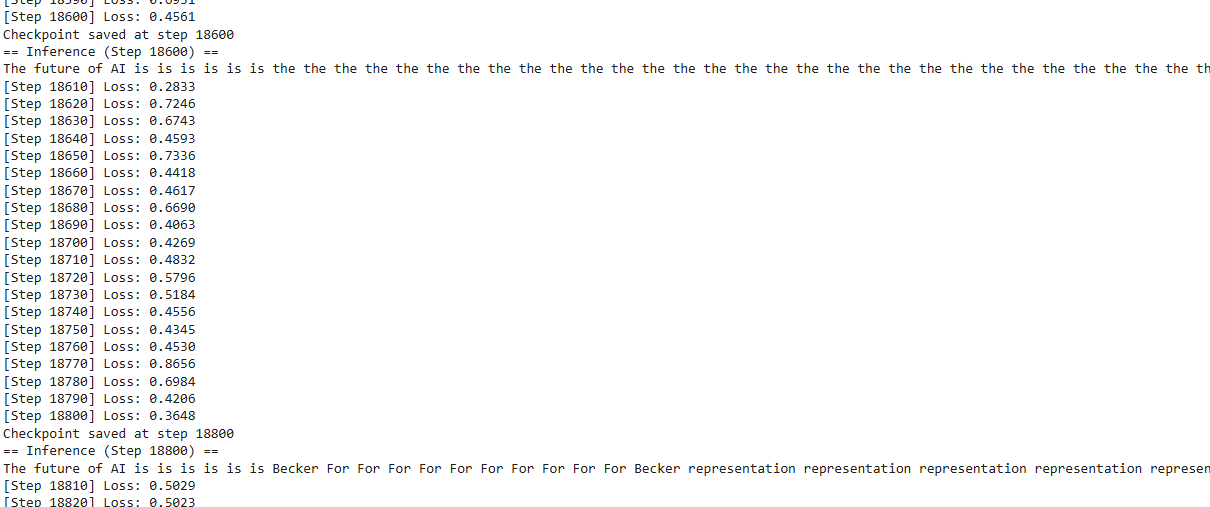 [Step 18590] Loss: 0.6951
[Step 18600] Loss: 0.4561
Checkpoint saved at step 18600
== Inference (Step 18600) ==
The future of AI is is is is is is the the the the the the the the the the the the the the the the the the the the the the the the the the the the the the th
[Step 18610] Loss: 0.2833
[Step 18620] Loss: 0.7246
[Step 18630] Loss: 0.6743
[Step 18640] Loss: 0.4593
[Step 18650] Loss: 0.7336
[Step 18660] Loss: 0.4418
[Step 18670] Loss: 0.4617
[Step 18680] Loss: 0.6690
[Step 18690] Loss: 0.4063
[Step 18700] Loss: 0.4269
[Step 18710] Loss: 0.4832
[Step 18720] Loss: 0.5796
[Step 18730] Loss: 0.5184
[Step 18740] Loss: 0.4556
[Step 18750] Loss: 0.4345
[Step 18760] Loss: 0.4530
[Step 18770] Loss: 0.8656
[Step 18780] Loss: 0.6984
[Step 18790] Loss: 0.4206
[Step 18800] Loss: 0.3648
Checkpoint saved at step 18800
== Inference (Step 18800) ==
The future of AI is is is is is is Becker For For For For For For For For For For Becker representation representation representation representation represen
[Step 18810] Loss: 0.5029
[Step 18820] Loss: 0.5023